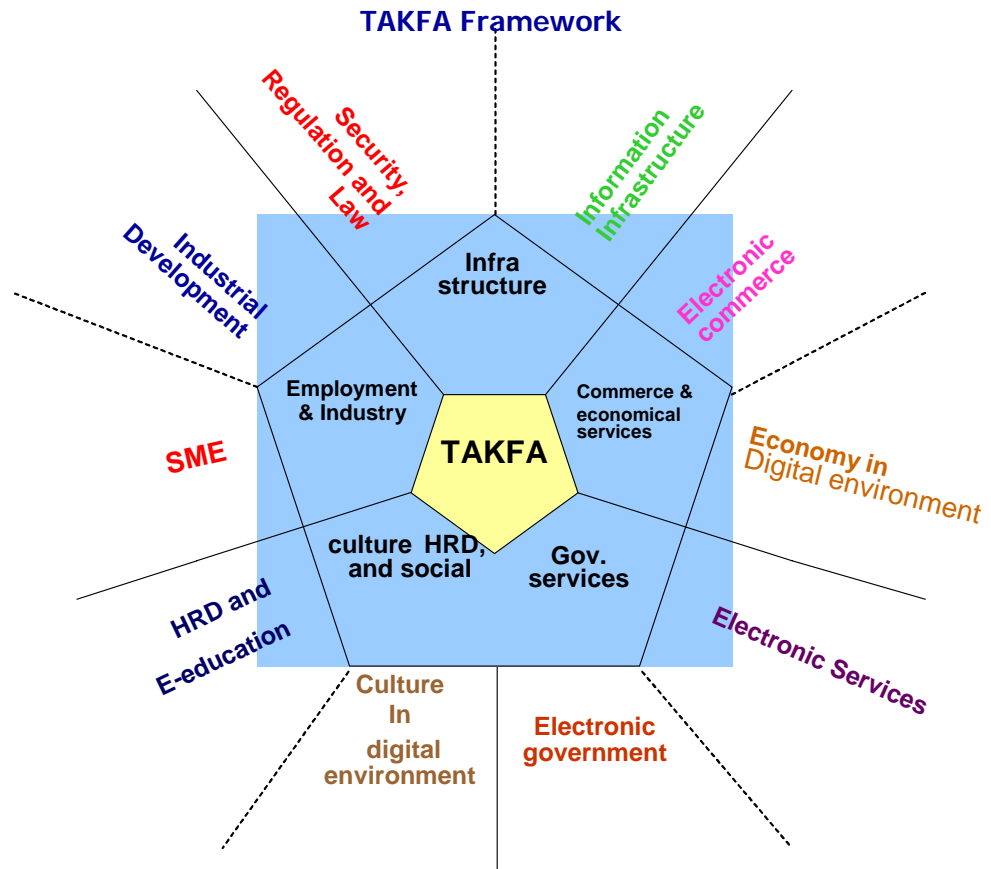 TAKFA Framework
Security,
Regulation and
Law
Information
Infrastructure
Industrial
Development
Electronic
commerce
Infra
structure
Employment
& Industry
Commerce &
economical
services
TAKFA
SME
Economy in
Digital environment
culture HRD,
and social
Gov.
services
HRD and
E-education
Electronic Services
Culture
In
digital
environment
Electronic
government